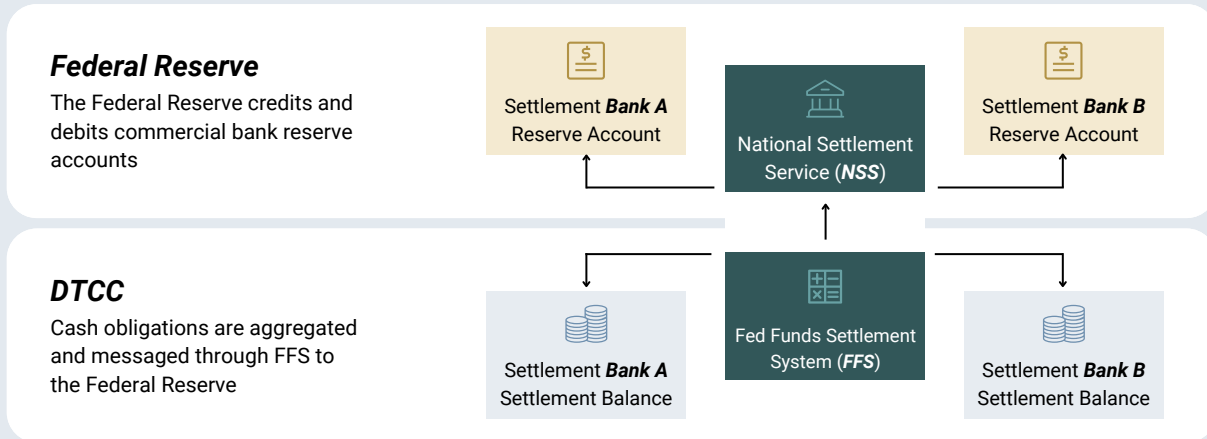 Federal Reserve
The Federal Reserve credits and
debits commercial bank reserve
accounts
$
Settlement Bank A
Reserve Account
National Settlement
Service (NSS)
$
Settlement Bank B
Reserve Account
DTCC
Cash obligations are aggregated
and messaged through FFS to
the Federal Reserve
Settlement Bank A
Settlement Balance
Fed Funds Settlement
System (FFS)
Settlement Bank B
Settlement Balance